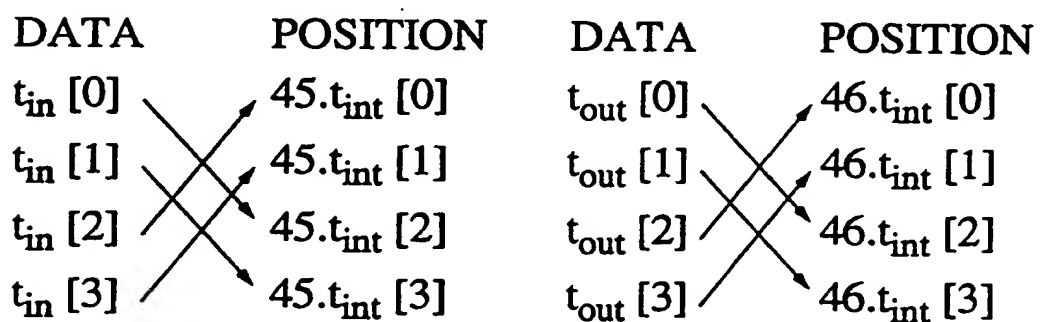 DATA POSITION DATA POSITION
t_in [0] 45.t_int [0] t_out [0] 46.t_int [0]
t_in [1] 45.t_int [1] t_out [1] 46.t_int [1]
t_in [2] 45.t_int [2] t_out [2] 46.t_int [2]
t_in [3] 45.t_int [3] t_out [3] 46.t_int [3]